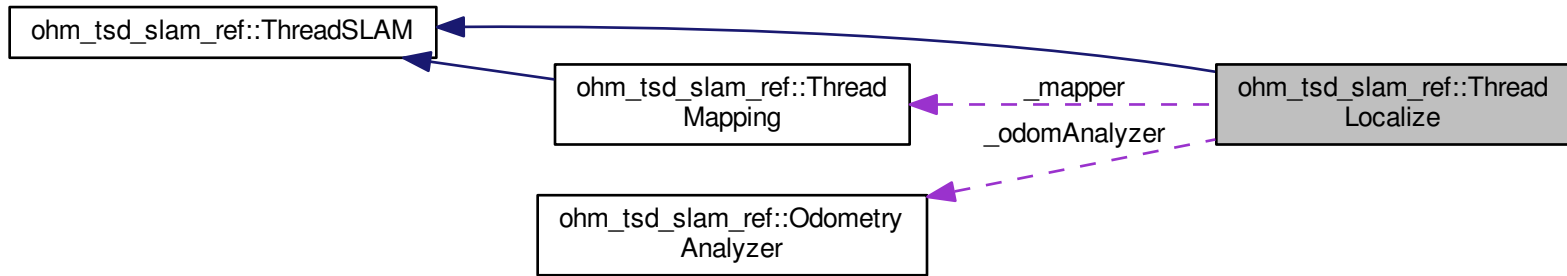 ohm_tsd_slam_ref::ThreadSLAM
ohm_tsd_slam_ref::Thread
Mapping
_mapper
ohm_tsd_slam_ref::Thread
Localize
_odomAnalyzer
ohm_tsd_slam_ref::Odometry
Analyzer